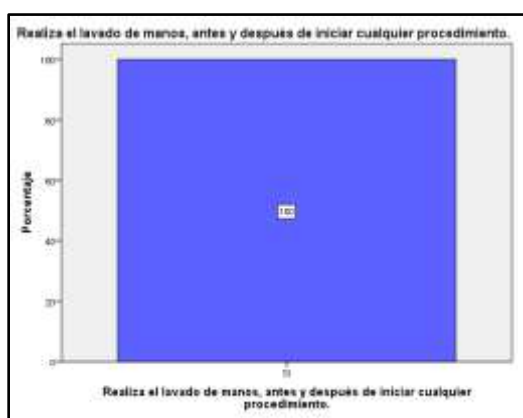 Realiza el lavado de manos, antes y después de iniciar cualquier procedimiento.
100
80
60
40
20
0
Porcentaje
100
Realiza el lavado de manos, antes y después de iniciar cualquier
procedimiento.